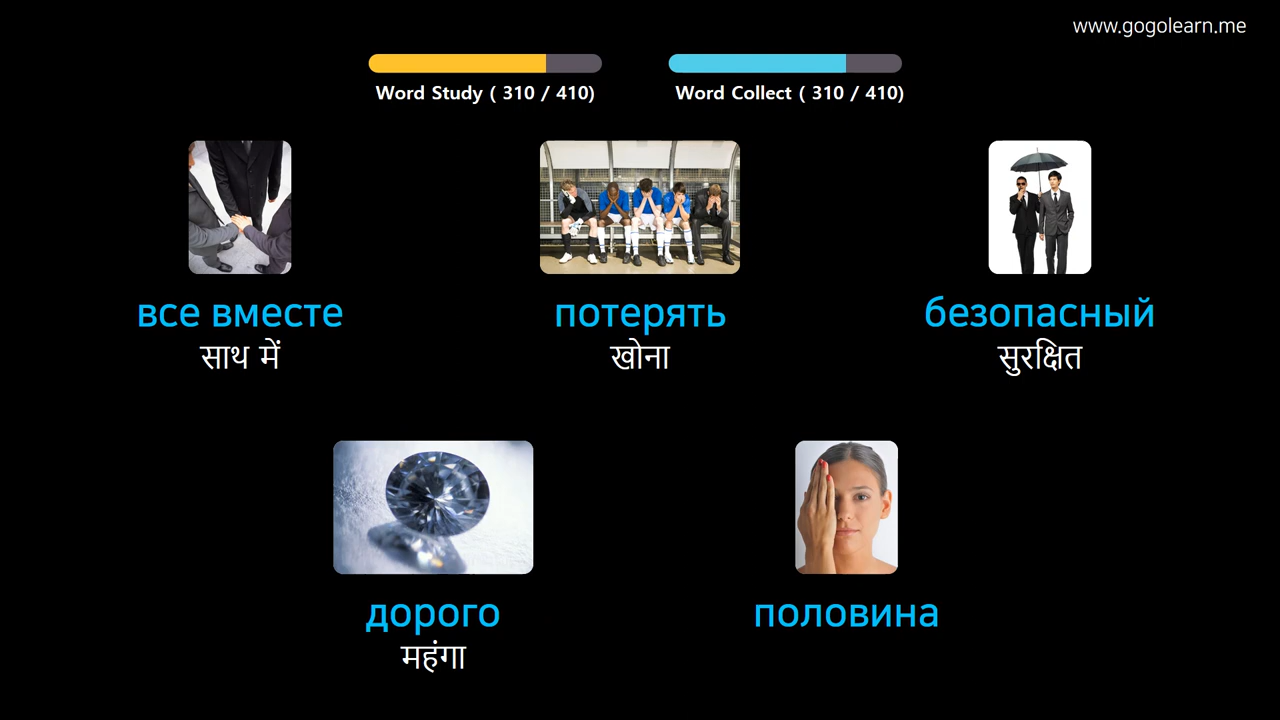 www.gogolearn.me
Word Study ( 310 / 410)
Word Collect ( 310 / 410)
все вместе
साथ में
потерять
खोना
безопасный
सुरक्षित
дорого
महंगा
половина